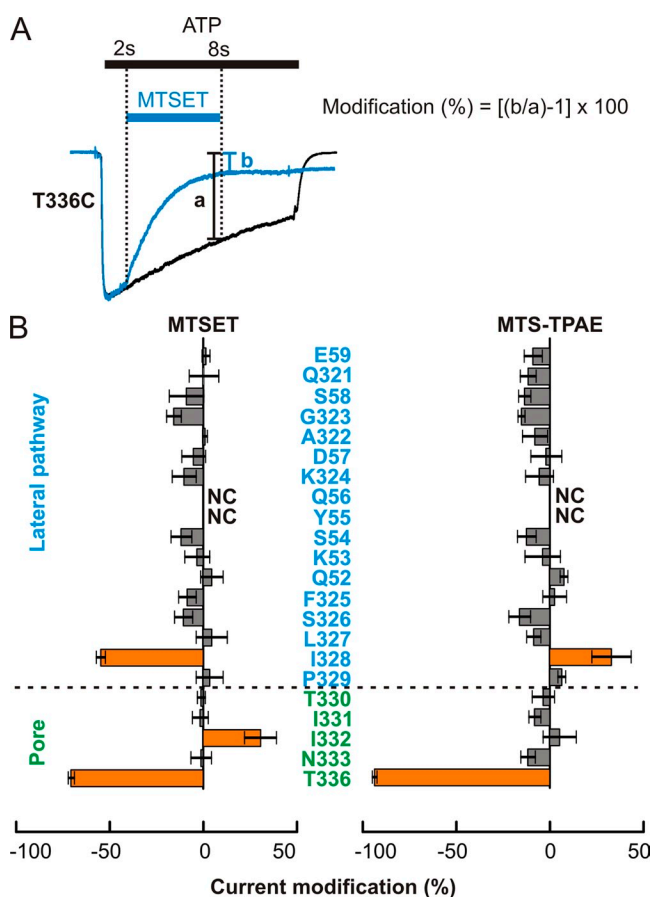 A
ATP
2s 8s
MTSET
Modification (%) = [(b/a)-1] x 100
b
T336C
a
B
MTSET MTS-TPAE
Lateral pathway
E59
Q321
S58
G323
A322
D57
K324
NC Q56 NC
NC Y55 NC
S54
K53
Q52
F325
S326
L327
I328
P329
Pore
T330
I331
I332
N333
T336
-100 -50 0 50 -100 -50 0 50
Current modification (%)